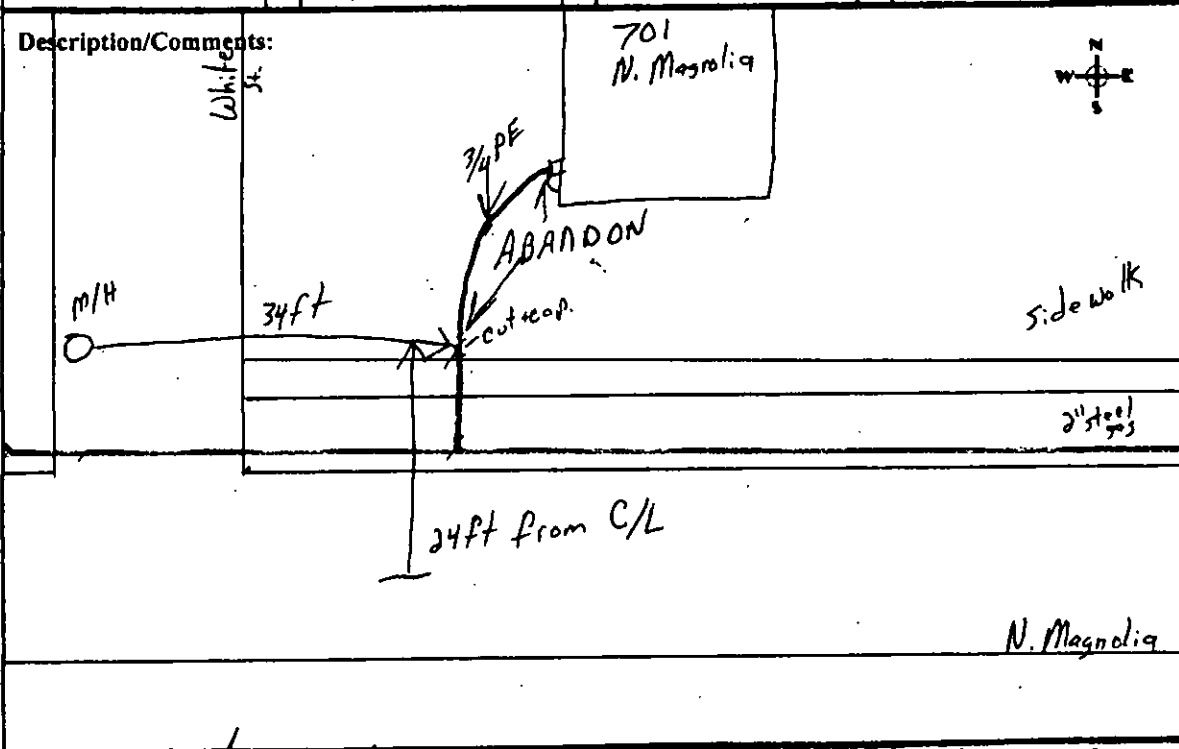 Description/Comments:
White
St.
701
N. Magnolia
N
W E
S
3/4 PE
ABANDON
M/H
34ft
-cut+cap.
sidewalk
2" steel
gas
24ft from C/L
N. Magnolia